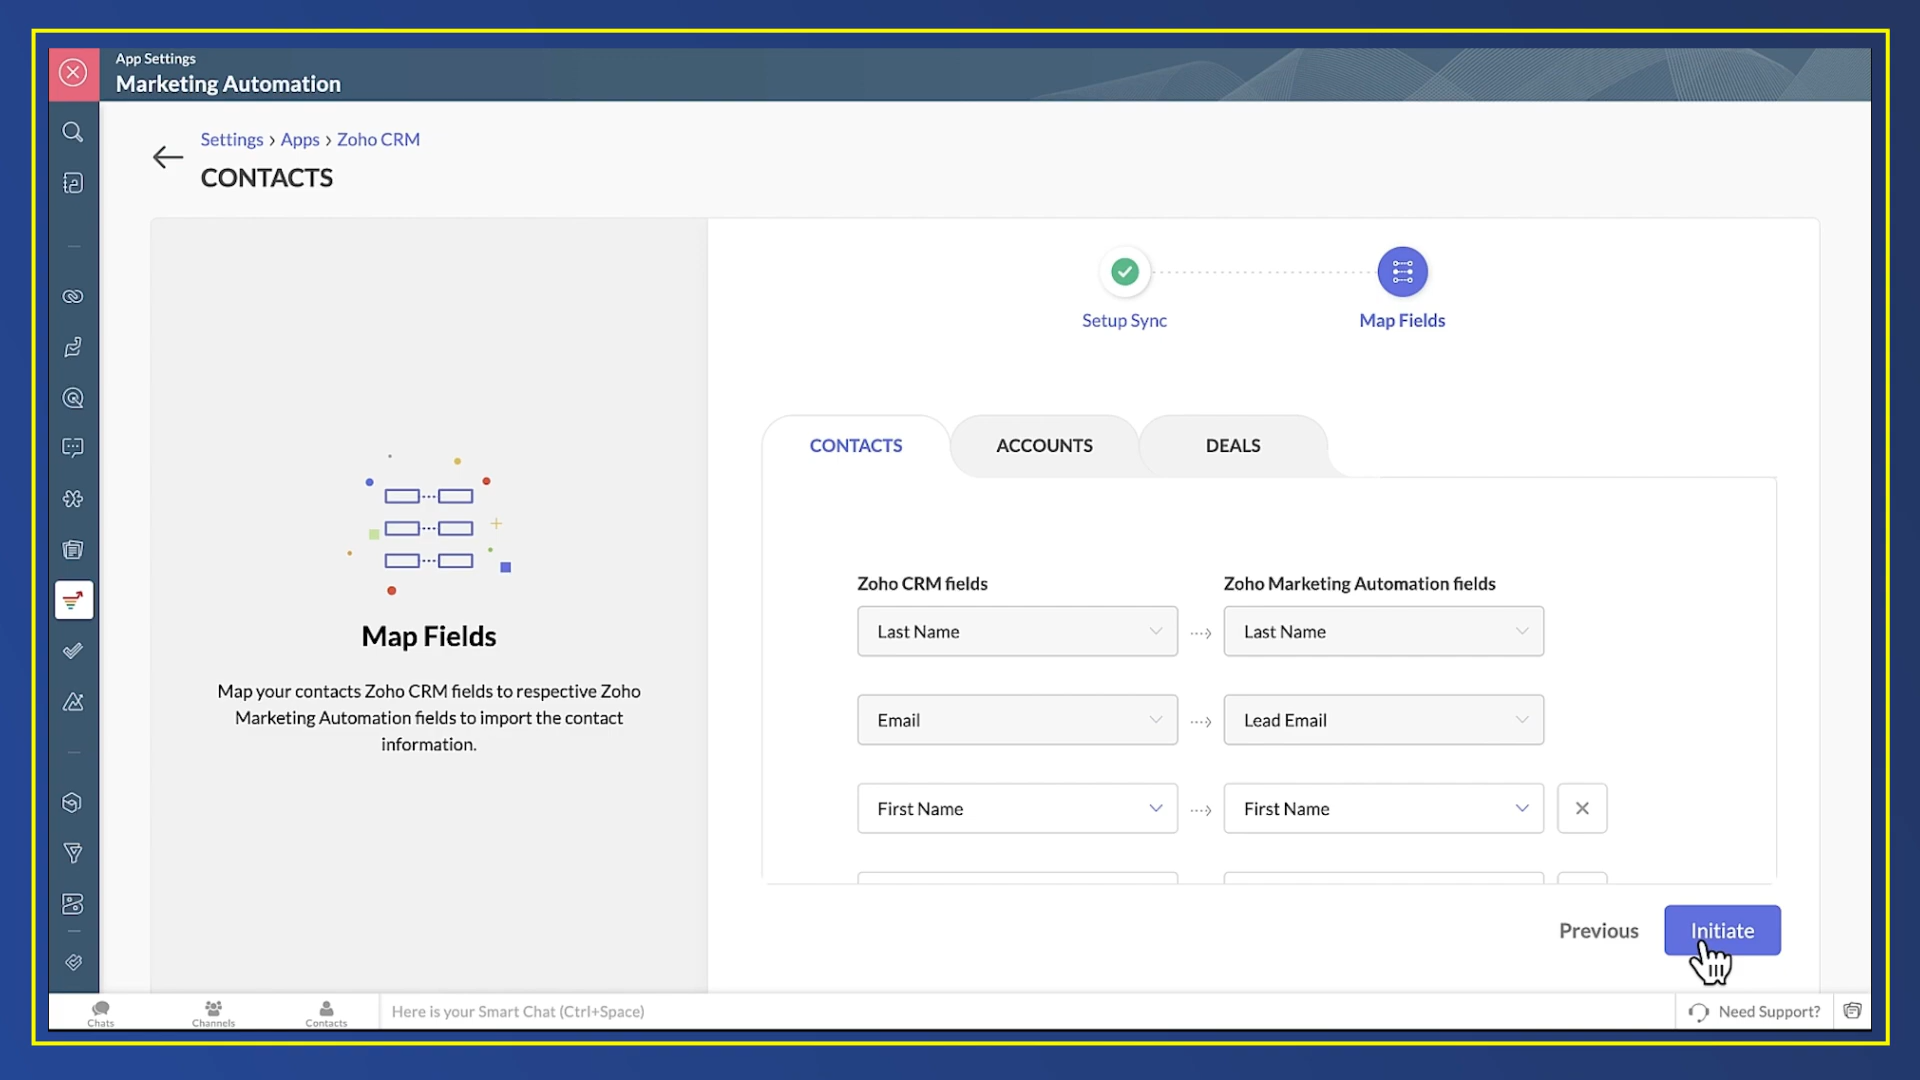 App Settings
Marketing Automation
Settings › Apps › Zoho CRM
CONTACTS
Setup Sync
Map Fields
CONTACTS
ACCOUNTS
DEALS
Map Fields
Map your contacts Zoho CRM fields to respective Zoho
Marketing Automation fields to import the contact
information.
Zoho CRM fields
Zoho Marketing Automation fields
Last Name
Last Name
Email
Lead Email
First Name
First Name
Previous
Initiate
Chats
Channels
Contacts
Here is your Smart Chat (Ctrl+Space)
Need Support?